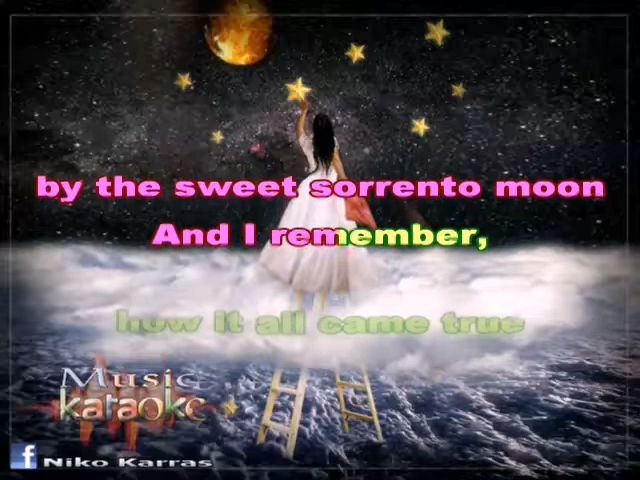 by the sweet sorrento moon
And I remember,
how it all came true
Music
karaoke
f Niko Karras